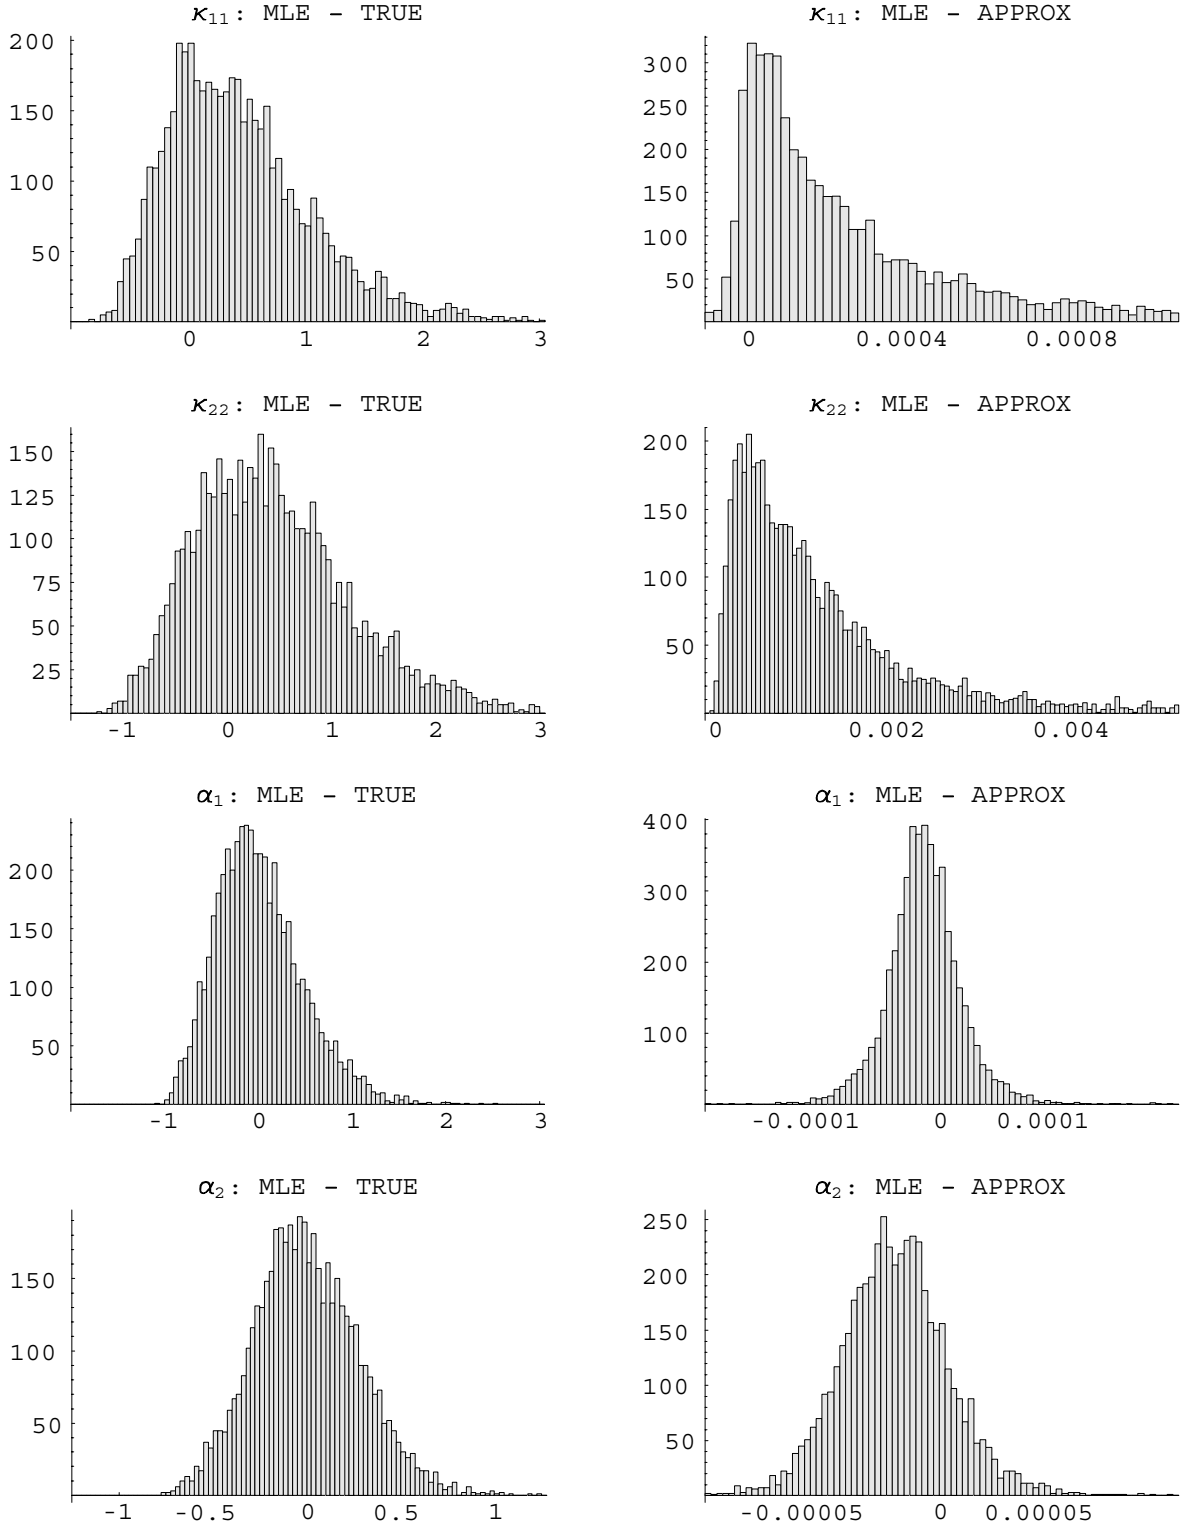 κ11: MLE – TRUE
200
150
100
50
0 1 2 3
κ11: MLE – APPROX
300
250
200
150
100
50
0 0.0004 0.0008
κ22: MLE – TRUE
150
125
100
75
50
25
-1 0 1 2 3
κ22: MLE – APPROX
200
150
100
50
0 0.002 0.004
α1: MLE – TRUE
200
150
100
50
-1 0 1 2 3
α1: MLE – APPROX
400
300
200
100
-0.0001 0 0.0001
α2: MLE – TRUE
150
100
50
-1 -0.5 0 0.5 1
α2: MLE – APPROX
250
200
150
100
50
-0.00005 0 0.00005